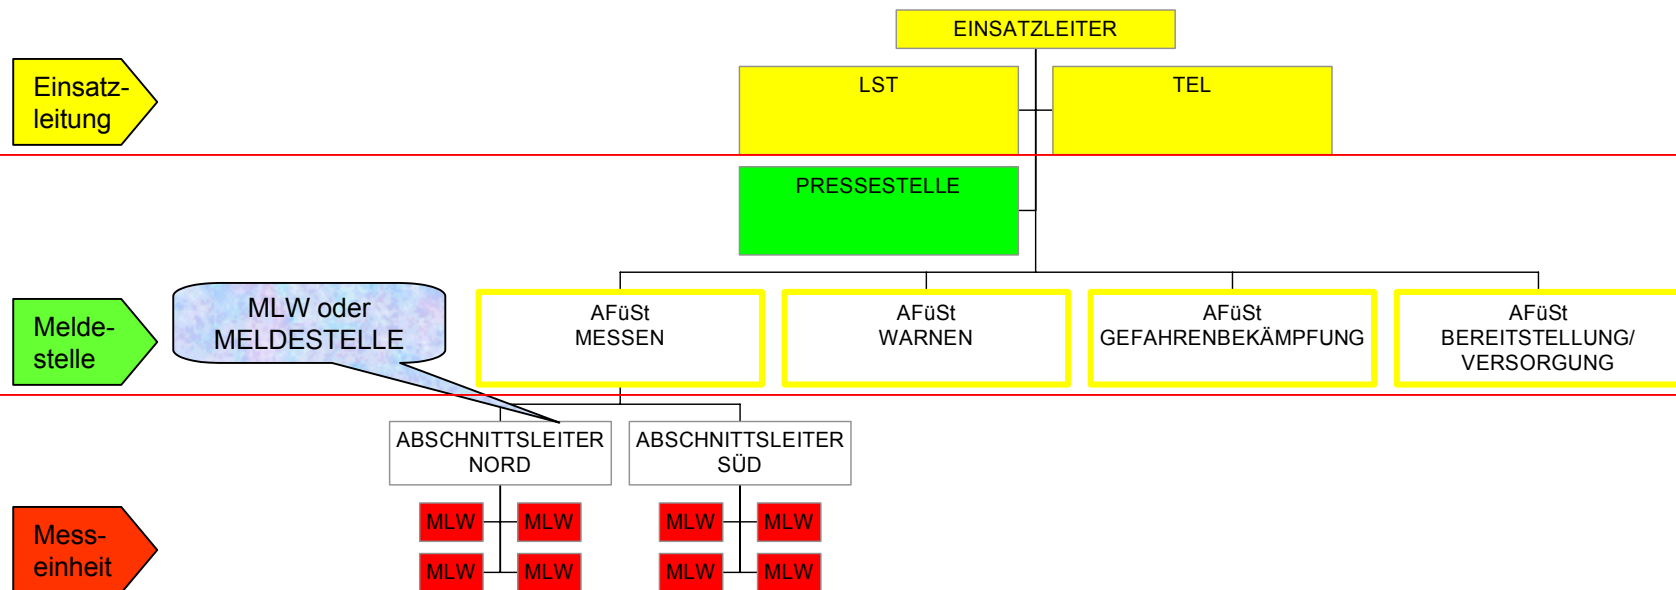 EINSATZLEITER
Einsatz-
leitung
LST
TEL
PRESSESTELLE
Melde-
stelle
MLW oder
MELDESTELLE
AFüSt
MESSEN
AFüSt
WARNEN
AFüSt
GEFAHRENBEKÄMPFUNG
AFüSt
BEREITSTELLUNG/
VERSORGUNG
ABSCHNITTSLEITER
NORD
ABSCHNITTSLEITER
SÜD
Mess-
einheit
MLW MLW MLW MLW
MLW MLW MLW MLW